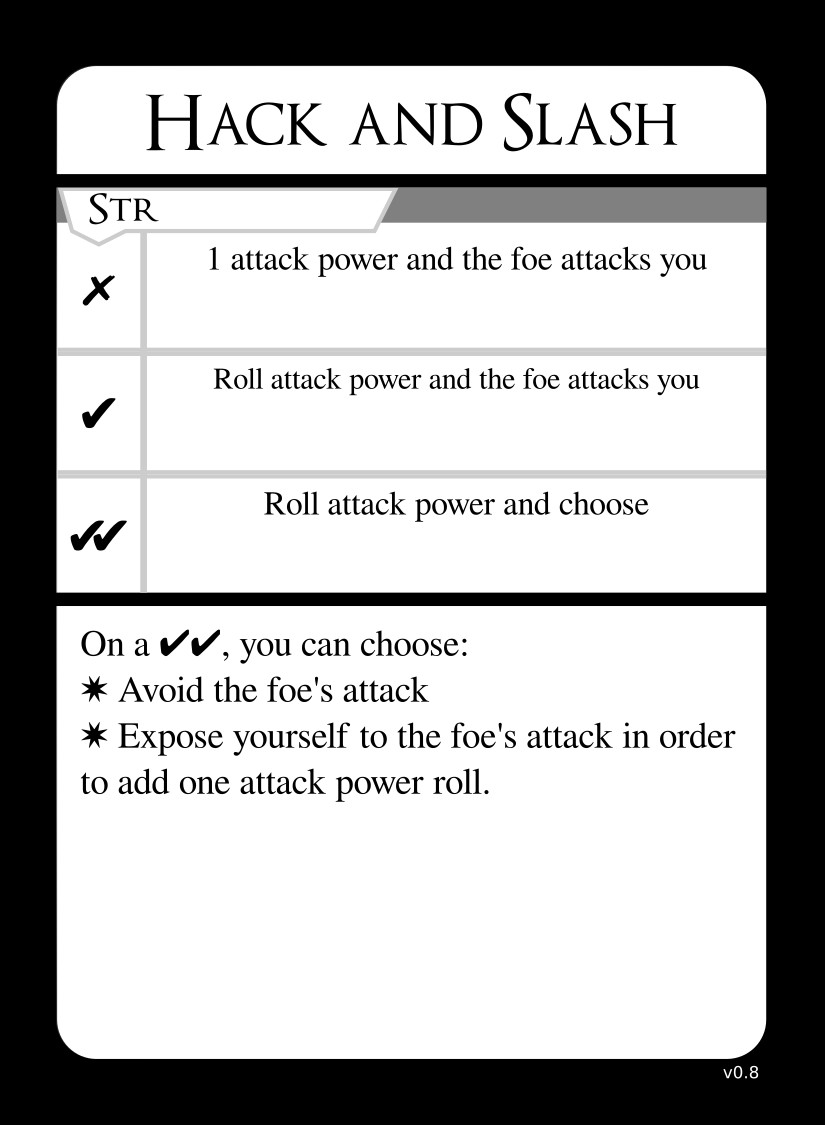 Hack and Slash
Str
✗
1 attack power and the foe attacks you
✔
Roll attack power and the foe attacks you
✔✔
Roll attack power and choose
On a ✔✔, you can choose:
✷ Avoid the foe's attack
✷ Expose yourself to the foe's attack in order
to add one attack power roll.
v0.8